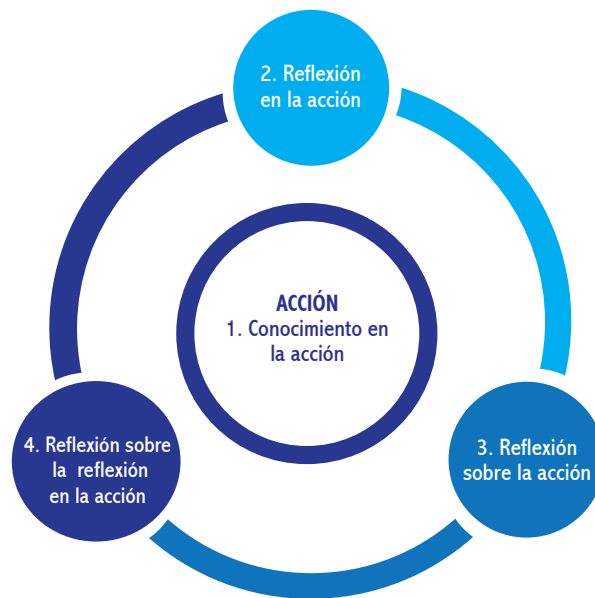 2. Reflexión
en la acción
ACCIÓN
1. Conocimiento en
la acción
3. Reflexión
sobre la acción
4. Reflexión sobre
la reflexión
en la acción